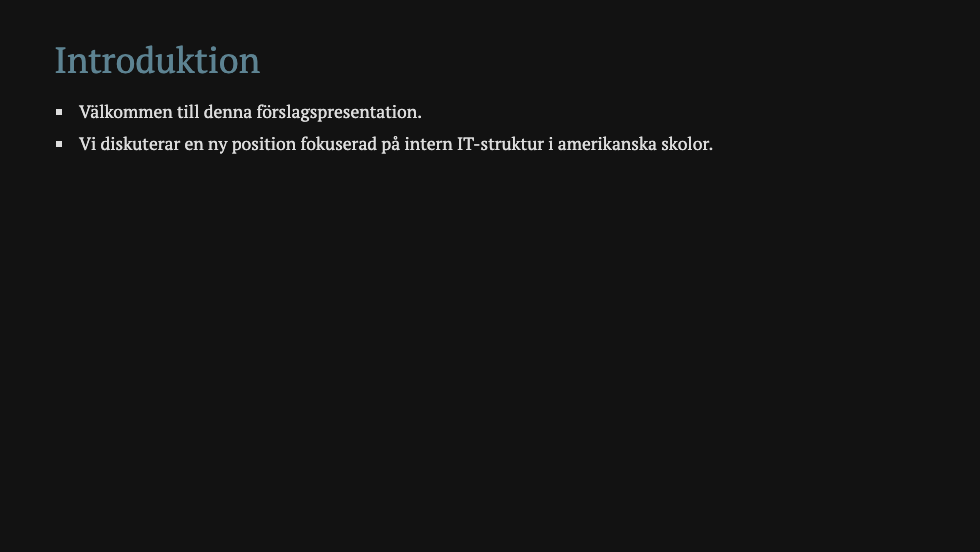 Introduktion
▪ Välkommen till denna förslagspresentation.
▪ Vi diskuterar en ny position fokuserad på intern IT-struktur i amerikanska skolor.